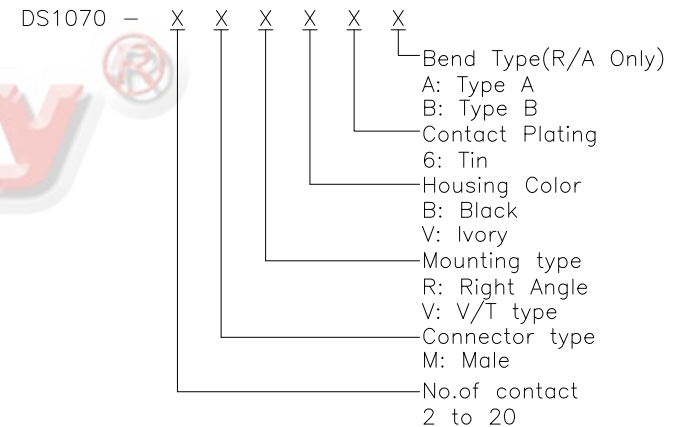 DS1070 - X X X X X X
Bend Type(R/A Only)
A: Type A
B: Type B
Contact Plating
6: Tin
Housing Color
B: Black
V: Ivory
Mounting type
R: Right Angle
V: V/T type
Connector type
M: Male
No.of contact
2 to 20
y ®